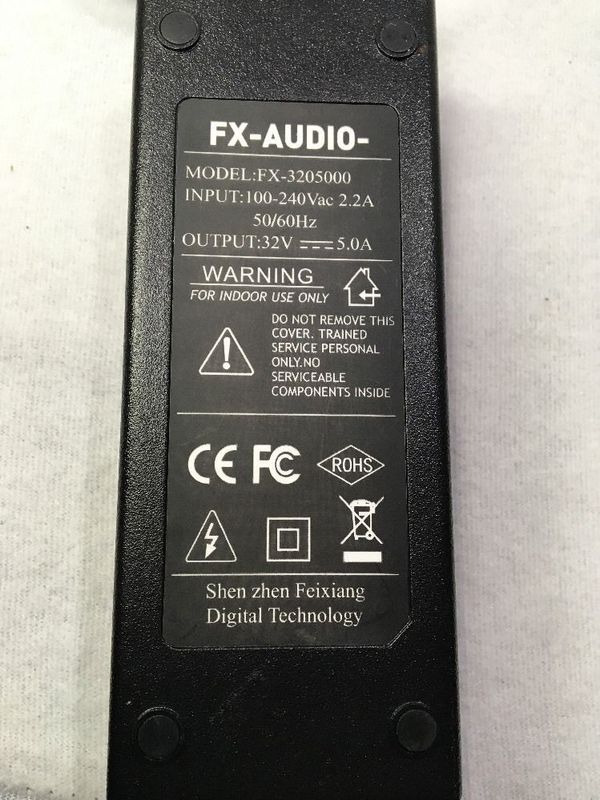 FX-AUDIO-
MODEL:FX-3205000
INPUT:100-240Vac 2.2A
50/60Hz
OUTPUT:32V ⎓ 5.0A
WARNING
FOR INDOOR USE ONLY
DO NOT REMOVE THIS
COVER. TRAINED
SERVICE PERSONAL
ONLY.NO
SERVICEABLE
COMPONENTS INSIDE
CE FC ROHS
Shen zhen Feixiang
Digital Technology